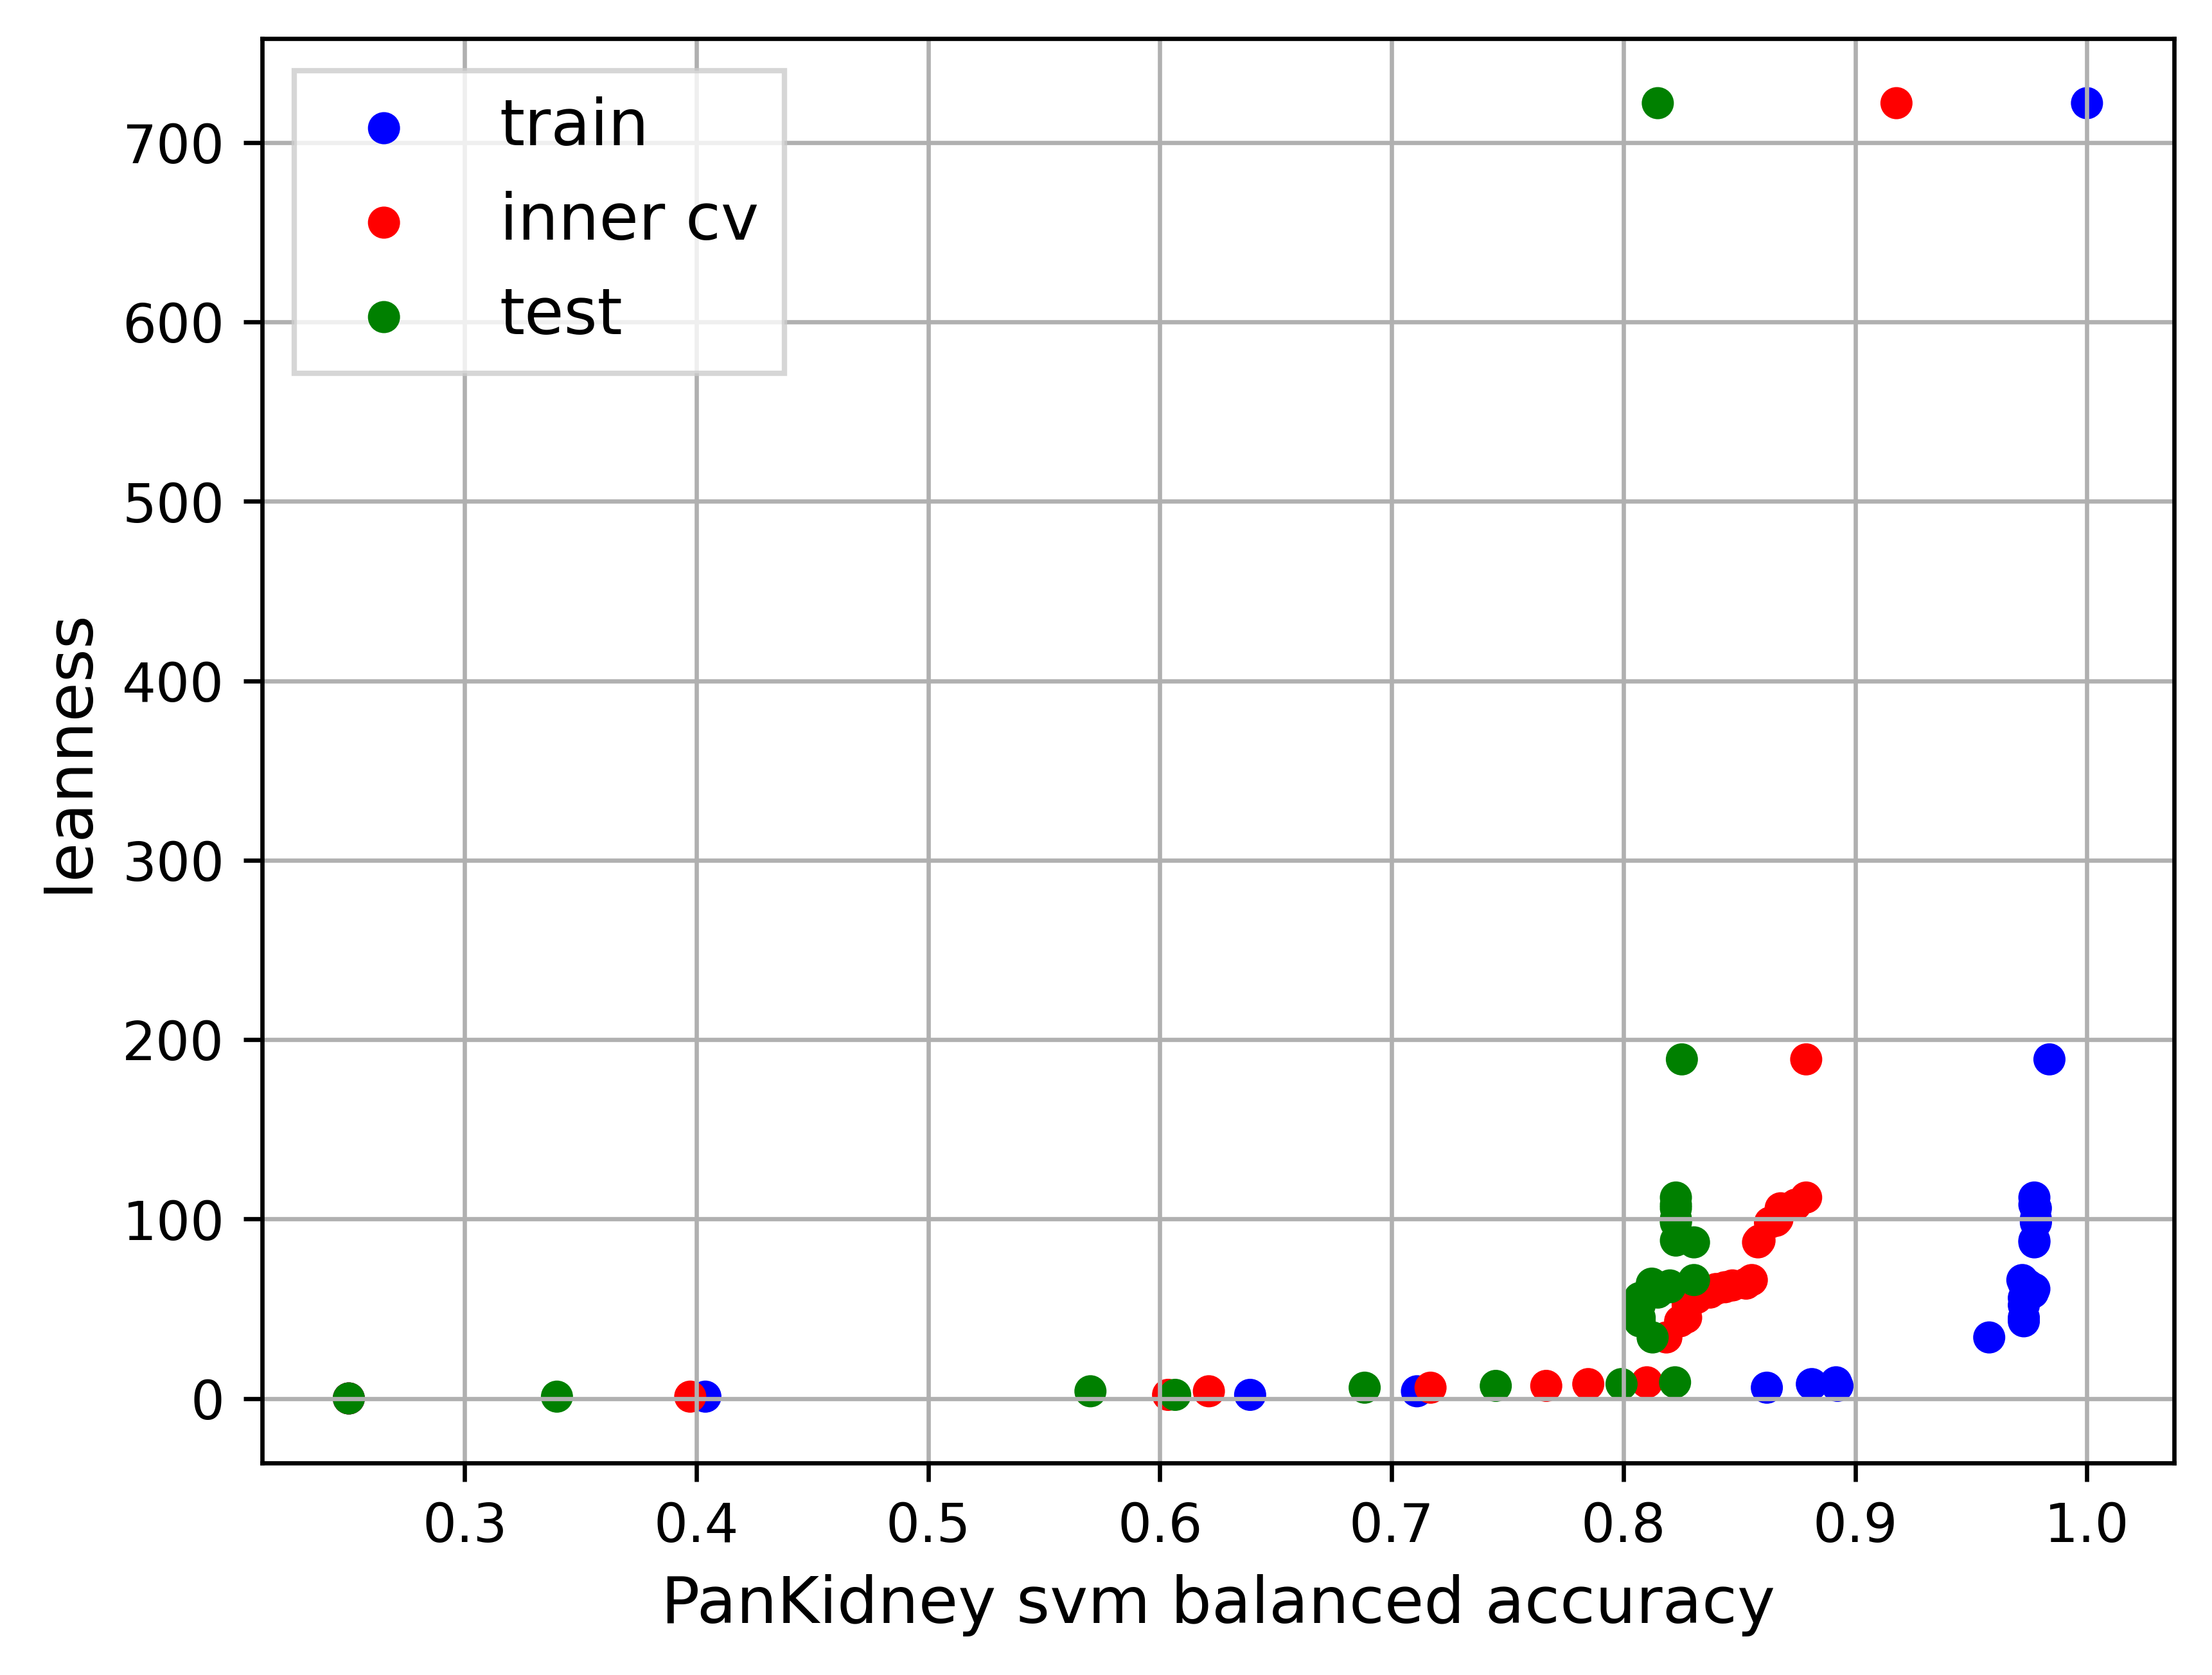 train
inner cv
test
leanness
700
600
500
400
300
200
100
0
0.3 0.4 0.5 0.6 0.7 0.8 0.9 1.0
PanKidney svm balanced accuracy